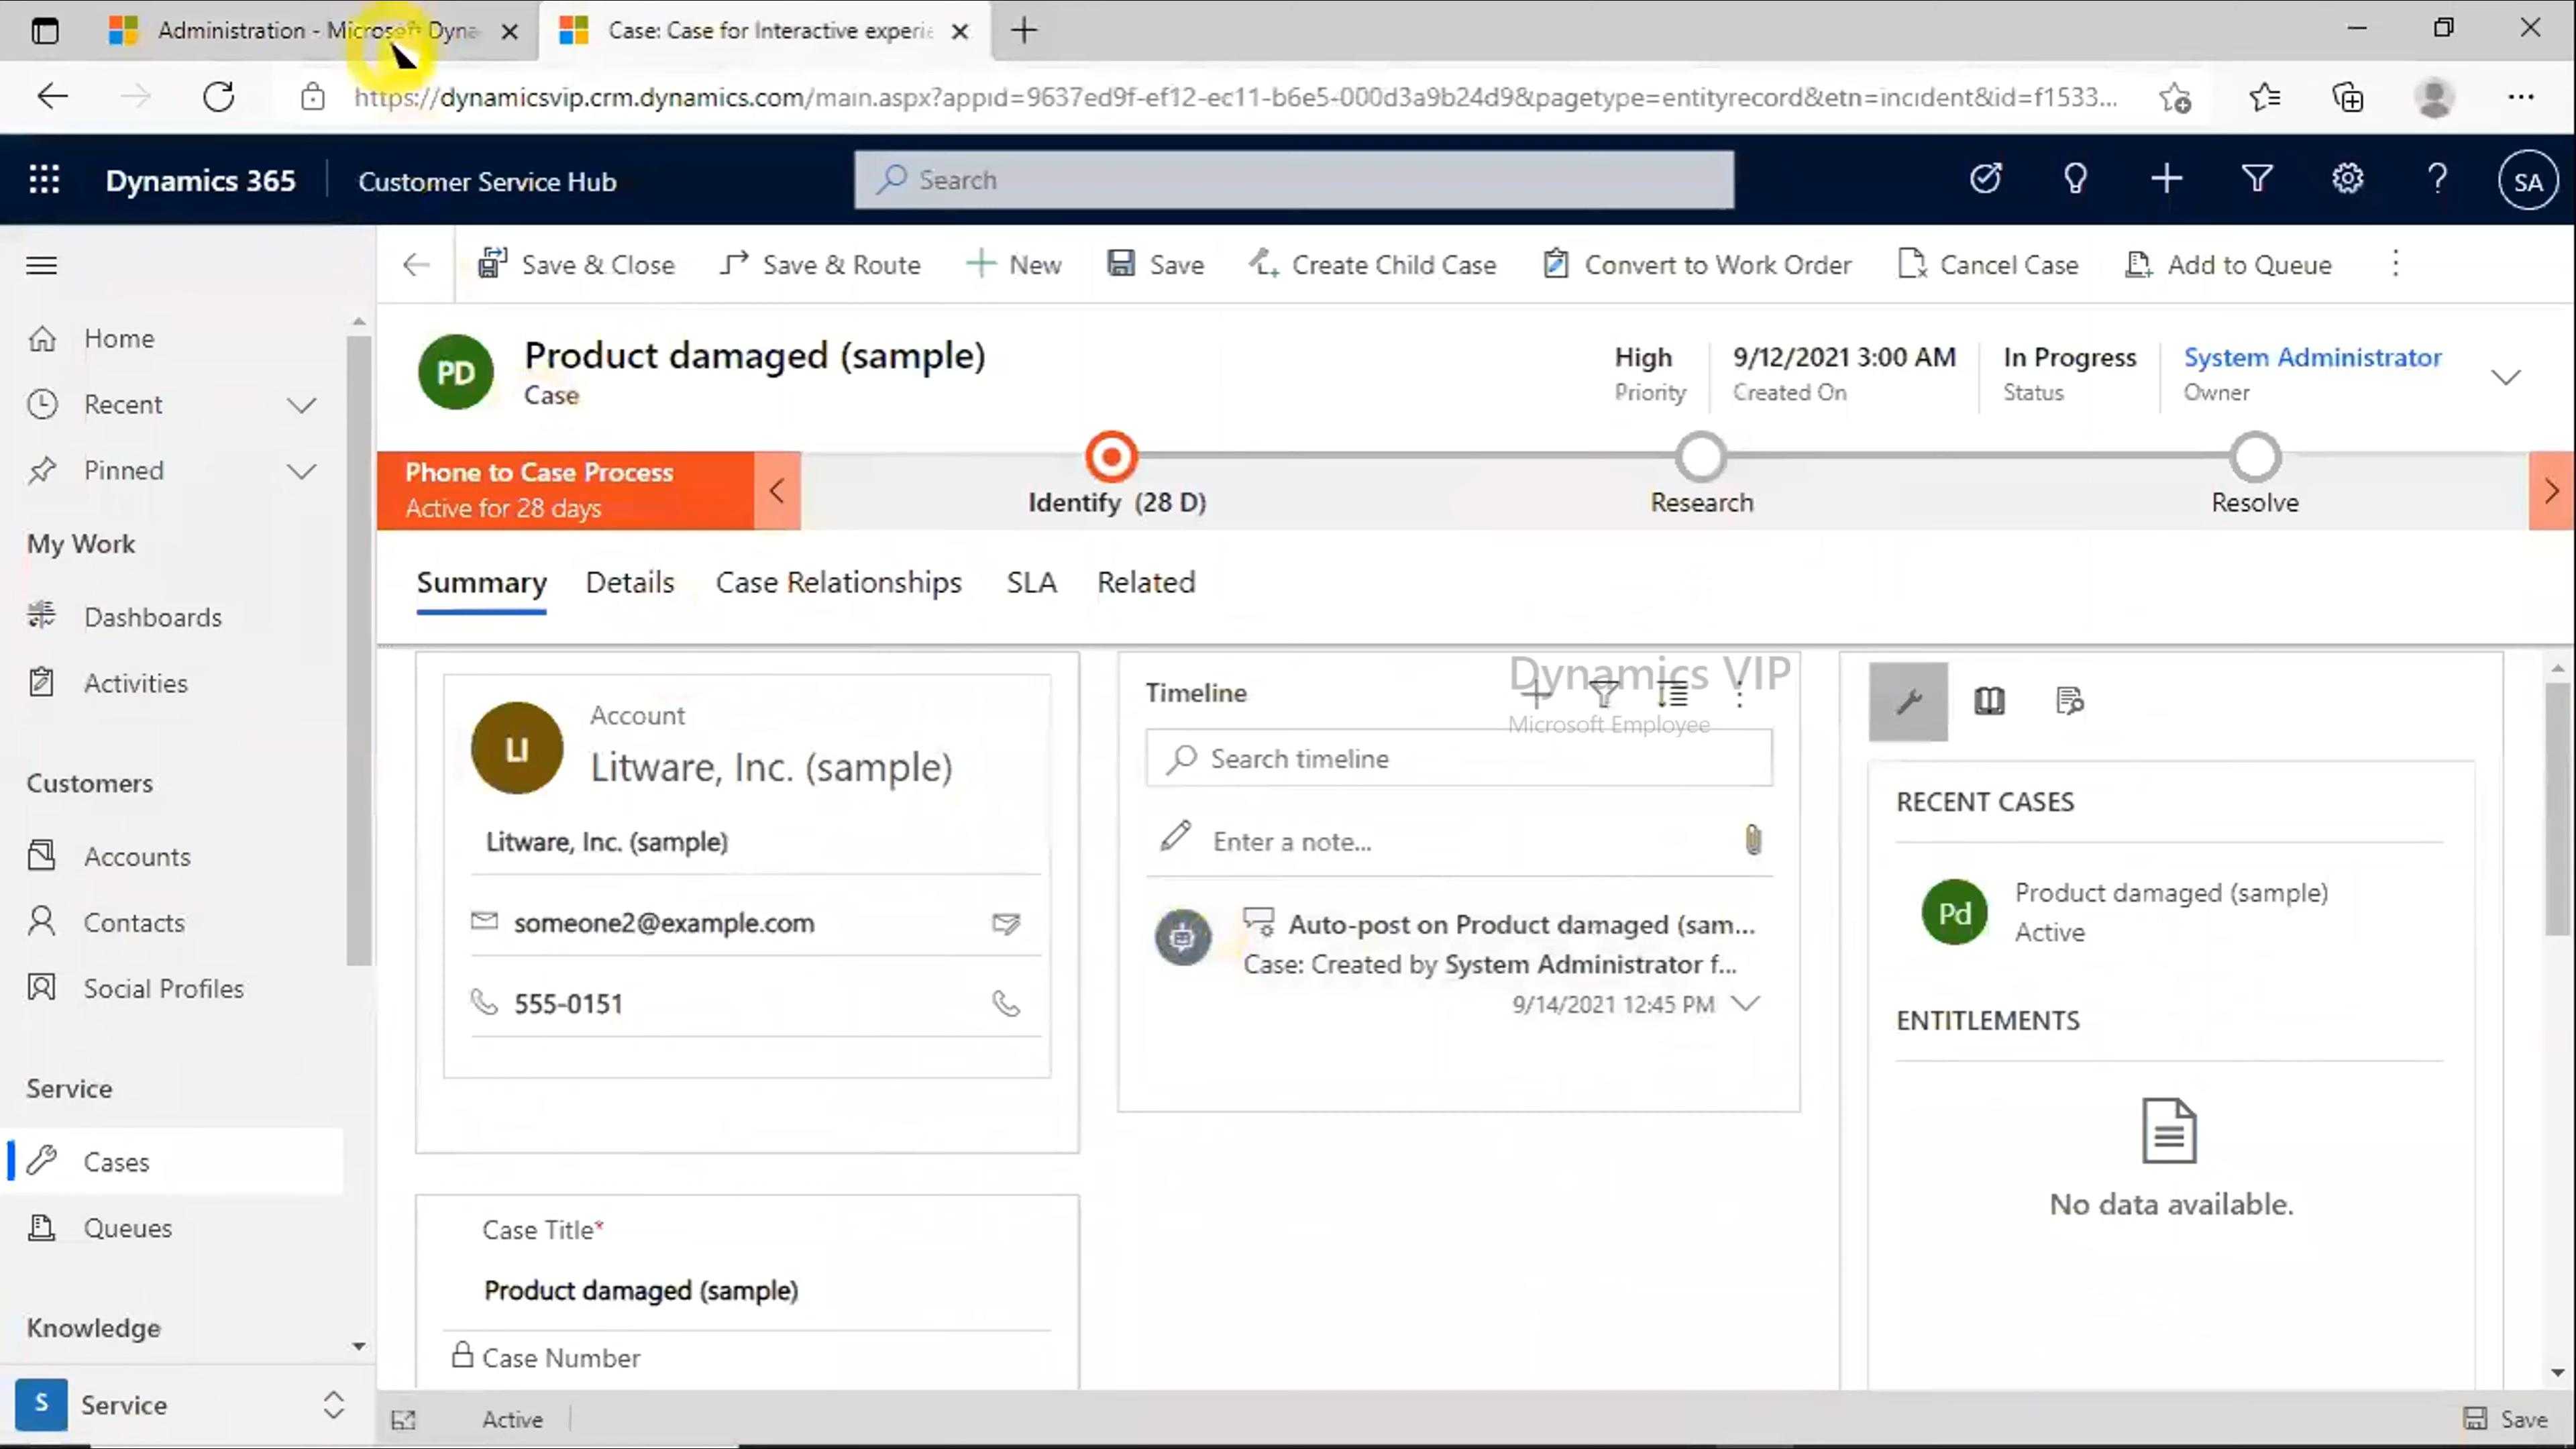 Administration - Microsoft Dyna
Case: Case for Interactive experie
https://dynamicsvip.crm.dynamics.com/main.aspx?appid=9637ed9f-ef12-ec11-b6e5-000d3a9b24d9&pagetype=entityrecord&etn=incident&id=f1533...
Dynamics 365
Customer Service Hub
Search
SA
Save & Close
Save & Route
New
Save
Create Child Case
Convert to Work Order
Cancel Case
Add to Queue
Home
Recent
Pinned
My Work
Dashboards
Activities
Customers
Accounts
Contacts
Social Profiles
Service
Cases
Queues
Knowledge
S
Service
PD
Product damaged (sample)
Case
High
Priority
9/12/2021 3:00 AM
Created On
In Progress
Status
System Administrator
Owner
Phone to Case Process
Active for 28 days
Identify (28 D)
Research
Resolve
Summary
Details
Case Relationships
SLA
Related
LI
Account
Litware, Inc. (sample)
Litware, Inc. (sample)
someone2@example.com
555-0151
Case Title*
Product damaged (sample)
Case Number
Timeline
Dynamics VIP
Microsoft Employee
Search timeline
Enter a note...
Auto-post on Product damaged (sam...
Case: Created by System Administrator f...
9/14/2021 12:45 PM
RECENT CASES
Pd
Product damaged (sample)
Active
ENTITLEMENTS
No data available.
Active
Save